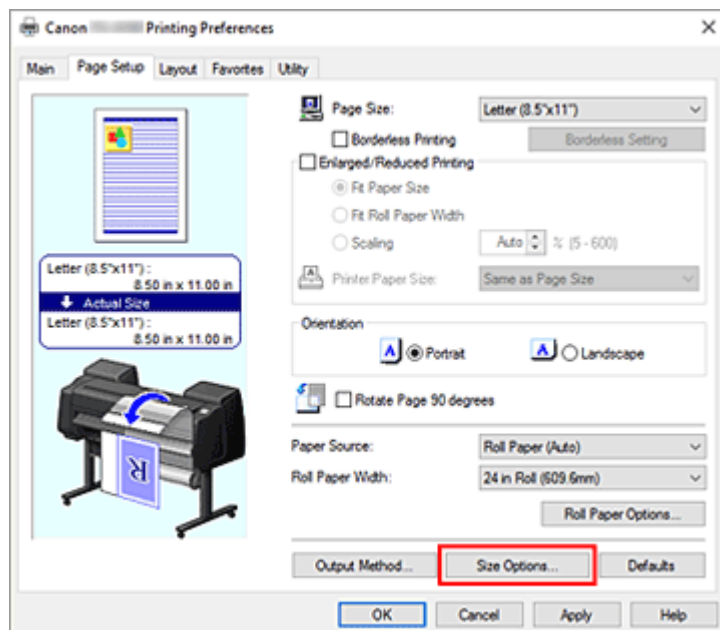 Canon Printing Preferences
Main Page Setup Layout Favorites Utility
Page Size: Letter (8.5"x11")
Borderless Printing Borderless Setting
Enlarged/Reduced Printing
Fit Paper Size
Fit Roll Paper Width
Scaling Auto % (5 - 600)
Printer Paper Size: Same as Page Size
Letter (8.5"x11") :
8.50 in x 11.00 in
Actual Size
Letter (8.5"x11") :
8.50 in x 11.00 in
Orientation
A Portrait A Landscape
Rotate Page 90 degrees
Paper Source: Roll Paper (Auto)
Roll Paper Width: 24 in Roll (609.6mm)
Roll Paper Options...
R
Output Method... Size Options... Defaults
OK Cancel Apply Help